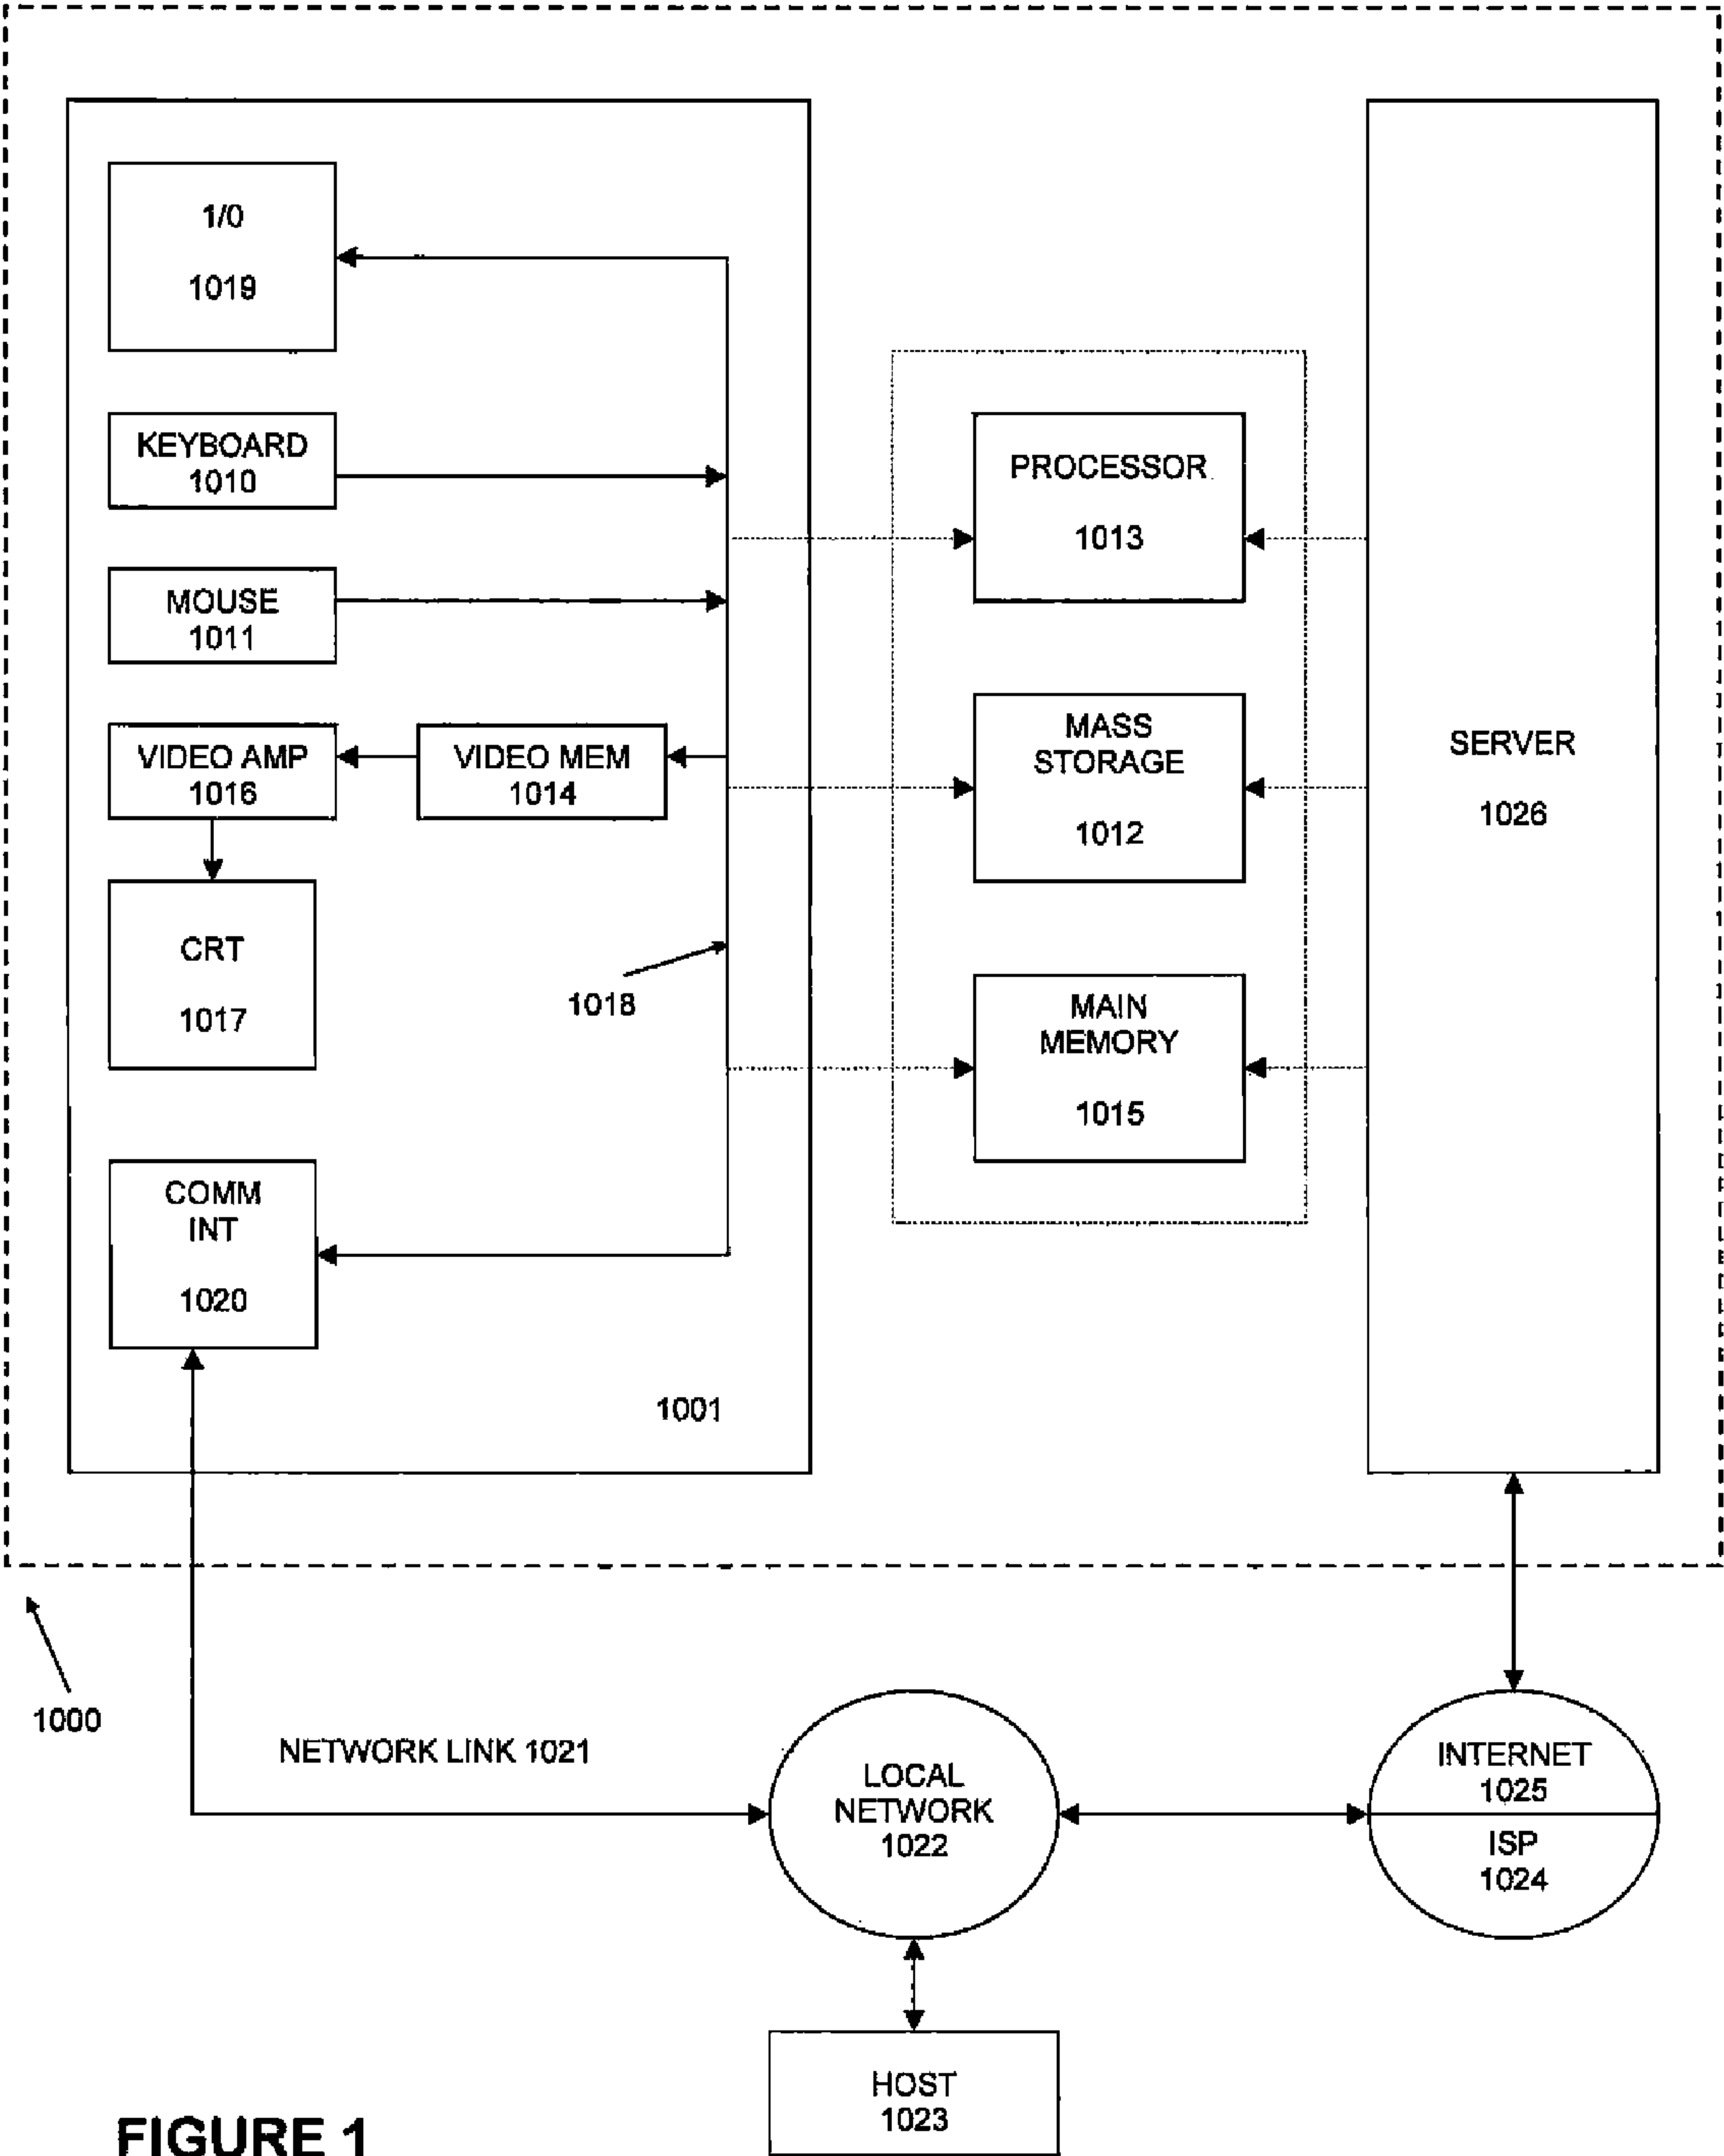 1/0
1019
KEYBOARD
1010
MOUSE
1011
VIDEO AMP
1016
VIDEO MEM
1014
CRT
1017
1018
COMM
INT
1020
1001
PROCESSOR
1013
MASS
STORAGE
1012
MAIN
MEMORY
1015
SERVER
1026
1000
NETWORK LINK 1021
LOCAL
NETWORK
1022
INTERNET
1025
ISP
1024
HOST
1023
FIGURE 1